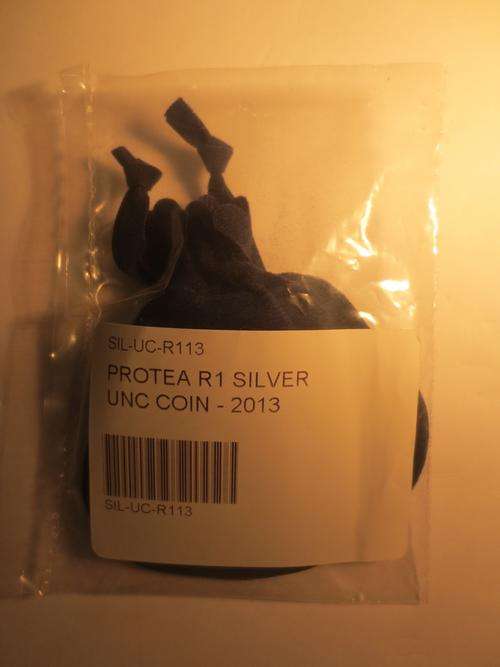 SIL-UC-R113
PROTEA R1 SILVER
UNC COIN - 2013
SIL-UC-R113